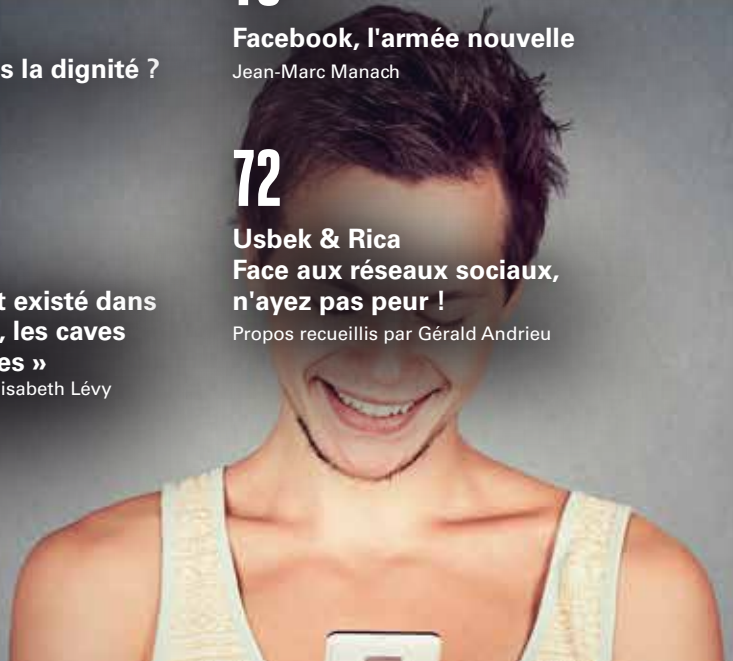 s la dignité ?
t existé dans
, les caves
es »
isabeth Lévy
Facebook, l'armée nouvelle
Jean-Marc Manach
72
Usbek & Rica
Face aux réseaux sociaux,
n'ayez pas peur !
Propos recueillis par Gérald Andrieu